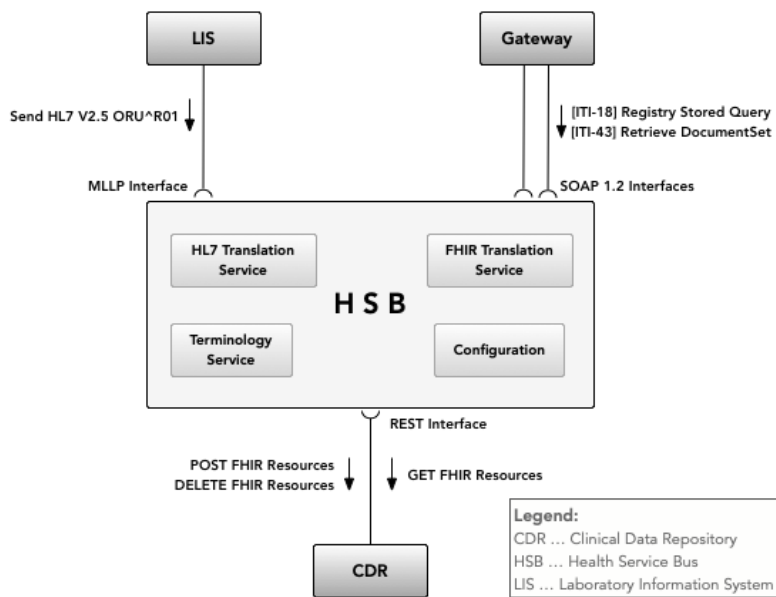 LIS
Gateway
Send HL7 V2.5 ORU^R01
[ITI-18] Registry Stored Query
[ITI-43] Retrieve DocumentSet
MLLP Interface
SOAP 1.2 Interfaces
HL7 Translation
Service
FHIR Translation
Service
H S B
Terminology
Service
Configuration
REST Interface
POST FHIR Resources
DELETE FHIR Resources
GET FHIR Resources
CDR
Legend:
CDR ... Clinical Data Repository
HSB ... Health Service Bus
LIS ... Laboratory Information System